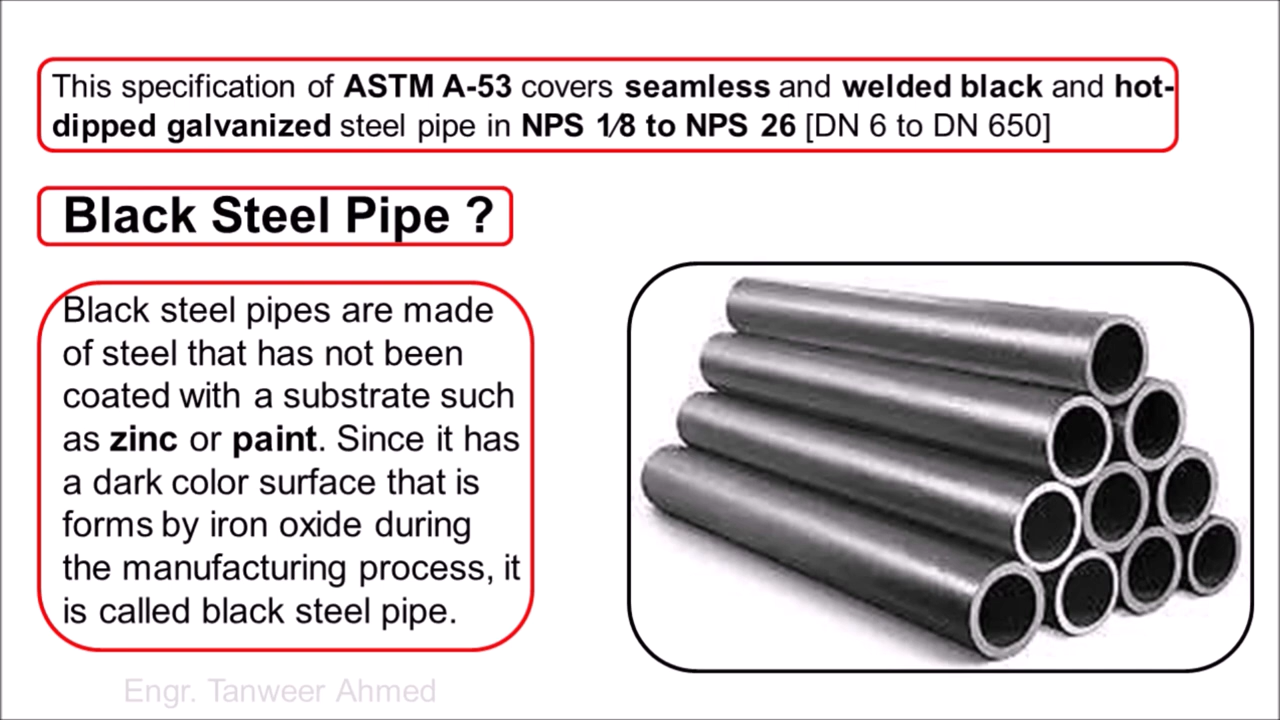 This specification of ASTM A-53 covers seamless and welded black and hot-
dipped galvanized steel pipe in NPS 1⁄8 to NPS 26 [DN 6 to DN 650]
Black Steel Pipe ?
Black steel pipes are made
of steel that has not been
coated with a substrate such
as zinc or paint. Since it has
a dark color surface that is
forms by iron oxide during
the manufacturing process, it
is called black steel pipe.
Engr. Tanweer Ahmed